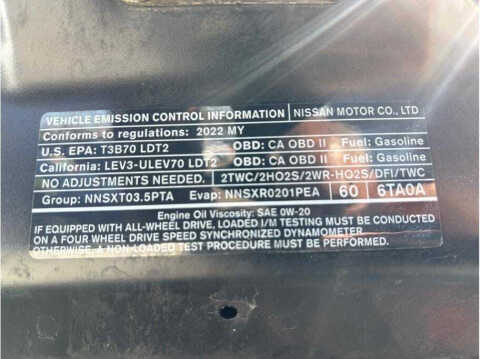 VEHICLE EMISSION CONTROL INFORMATION NISSAN MOTOR CO., LTD
Conforms to regulations: 2022 MY
U.S. EPA: T3B70 LDT2 OBD: CA OBD II Fuel: Gasoline
California: LEV3-ULEV70 LDT2 OBD: CA OBD II Fuel: Gasoline
NO ADJUSTMENTS NEEDED. 2TWC/2HO2S/2WR-HO2S/DFI/TWC
Group: NNSXT03.5PTA Evap: NNSXR0201PEA 60 6TA0A
Engine Oil Viscosity: SAE 0W-20
IF EQUIPPED WITH ALL-WHEEL DRIVE, LOADED I/M TESTING MUST BE CONDUCTED
ON A FOUR WHEEL DRIVE SPEED SYNCHRONIZED DYNAMOMETER
OTHERWISE, A NON-LOADED TEST PROCEDURE MUST BE PERFORMED.